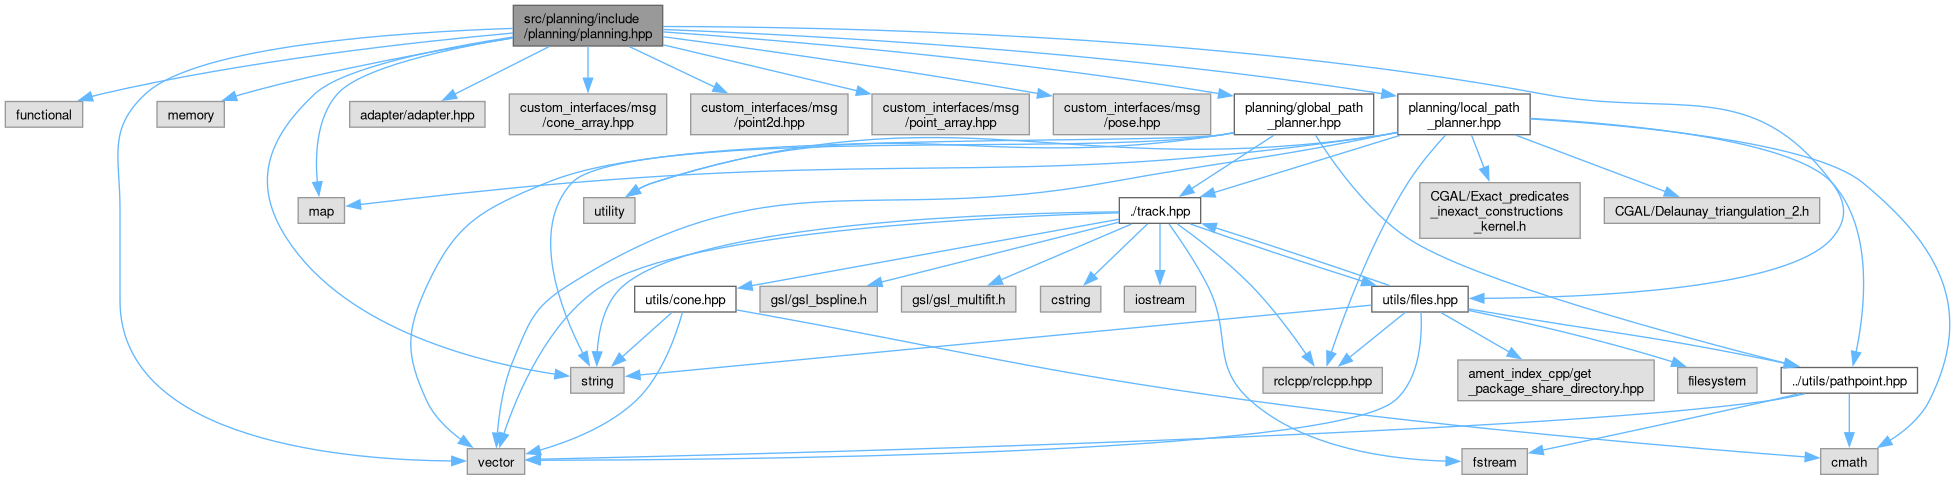 src/planning/include
/planning/planning.hpp
functional
memory
adapter/adapter.hpp
custom_interfaces/msg
/cone_array.hpp
custom_interfaces/msg
/point2d.hpp
custom_interfaces/msg
/point_array.hpp
custom_interfaces/msg
/pose.hpp
planning/global_path
_planner.hpp
planning/local_path
_planner.hpp
map
utility
./track.hpp
CGAL/Exact_predicates
_inexact_constructions
_kernel.h
CGAL/Delaunay_triangulation_2.h
utils/cone.hpp
gsl/gsl_bspline.h
gsl/gsl_multifit.h
cstring
iostream
utils/files.hpp
string
rclcpp/rclcpp.hpp
ament_index_cpp/get
_package_share_directory.hpp
filesystem
../utils/pathpoint.hpp
vector
fstream
cmath